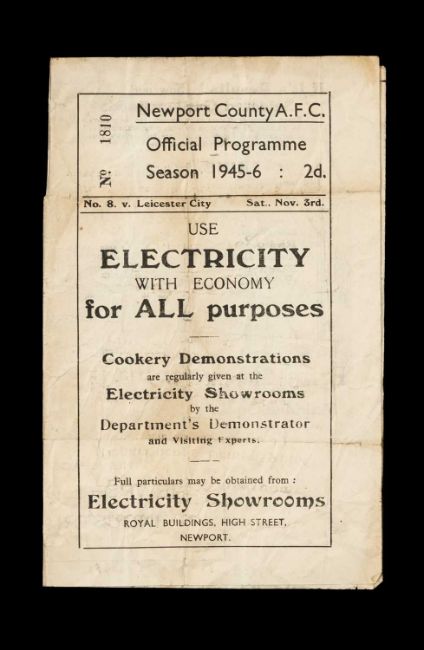 Newport County A.F.C.
Nº 1810
Official Programme
Season 1945-6 : 2d.
No. 8. v. Leicester City Sat., Nov. 3rd.
USE
ELECTRICITY
WITH ECONOMY
for ALL purposes
Cookery Demonstrations
are regularly given at the
Electricity Showrooms
by the
Department's Demonstrator
and Visiting Experts.
Full particulars may be obtained from :
Electricity Showrooms
ROYAL BUILDINGS, HIGH STREET,
NEWPORT.